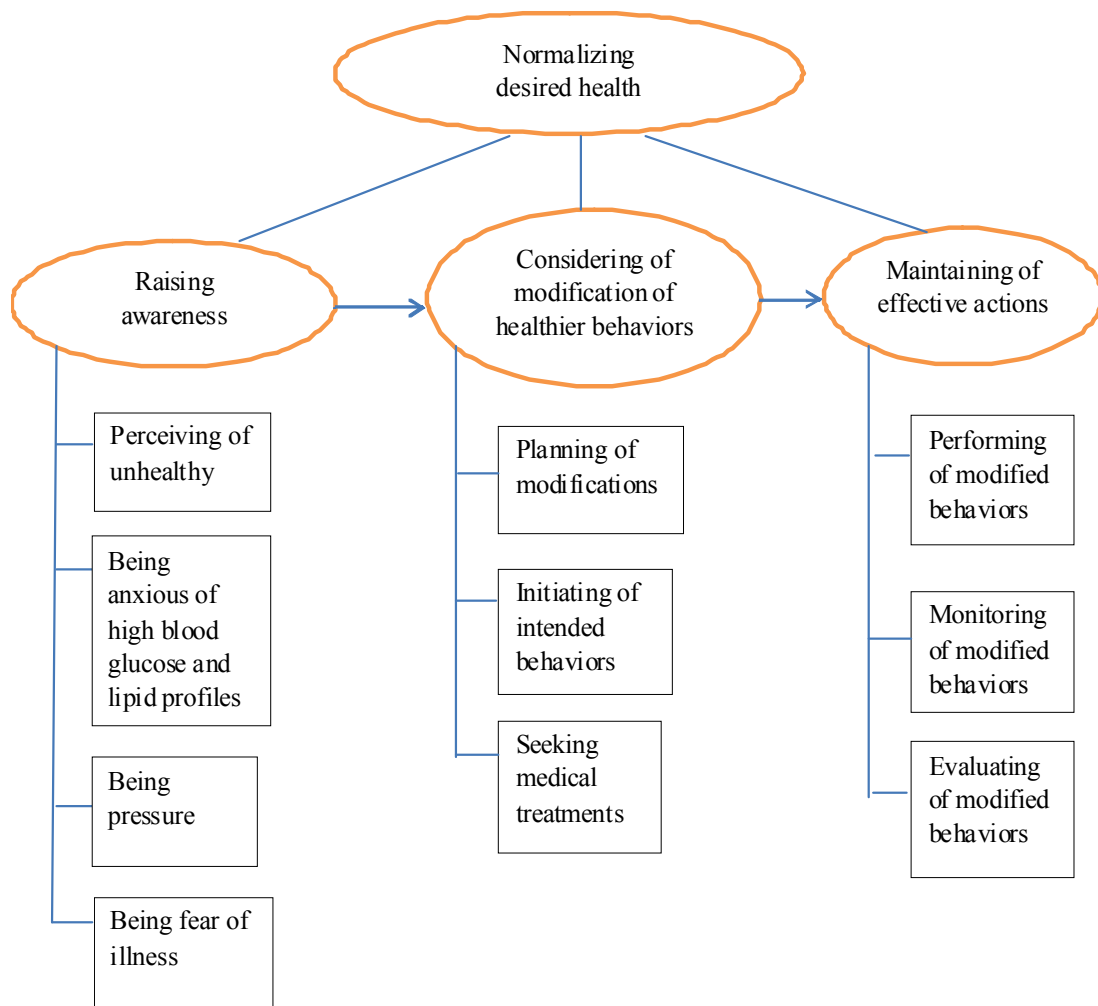 Normalizing
desired health
Raising
awareness
Considering of
modification of
healthier behaviors
Maintaining of
effective actions
Perceiving of
unhealthy
Being
anxious of
high blood
glucose and
lipid profiles
Being
pressure
Being fear of
illness
Planning of
modifications
Initiating of
intended
behaviors
Seeking
medical
treatments
Performing
of modified
behaviors
Monitoring
of modified
behaviors
Evaluating
of modified
behaviors